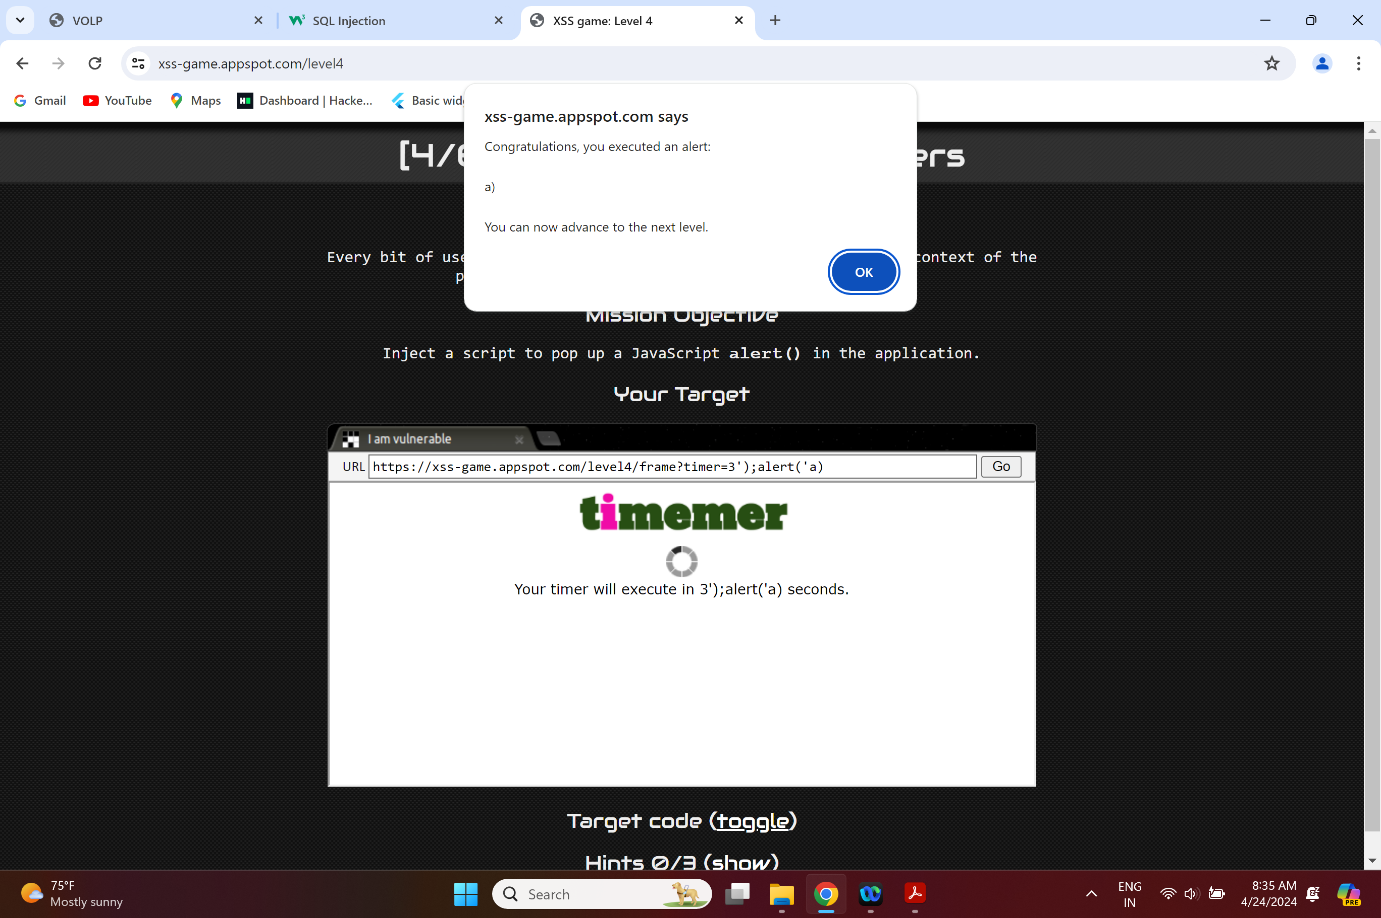 VOLP
SQL Injection
XSS game: Level 4
xss-game.appspot.com/level4
Gmail
YouTube
Maps
Dashboard | Hacke...
Basic wid
xss-game.appspot.com says
Congratulations, you executed an alert:
a)
You can now advance to the next level.
OK
[4/6 ers
Every bit of use context of the
p
Mission Objective
Inject a script to pop up a JavaScript alert() in the application.
Your Target
I am vulnerable
URL https://xss-game.appspot.com/level4/frame?timer=3');alert('a) Go
timemer
Your timer will execute in 3');alert('a) seconds.
Target code (toggle)
Hints 0/3 (show)
75°F
Mostly sunny
Search
PRE
ENG
IN
8:35 AM
4/24/2024